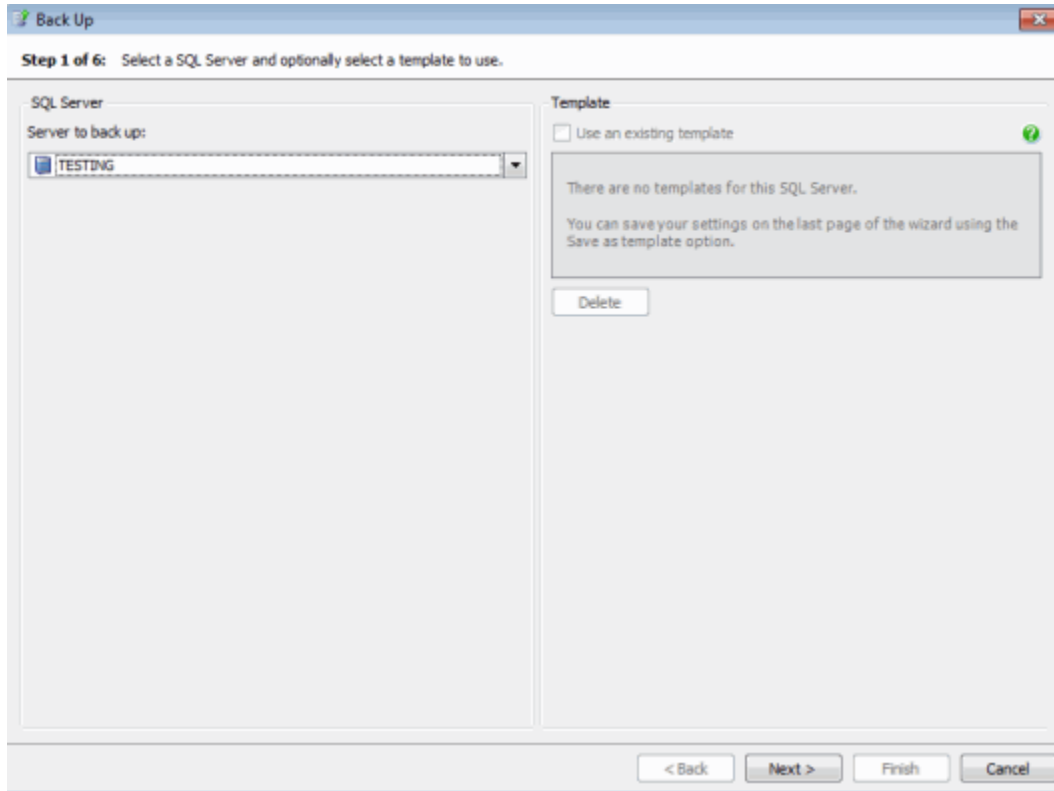 Back Up
Step 1 of 6: Select a SQL Server and optionally select a template to use.
SQL Server
Server to back up:
TESTING
Template
Use an existing template
There are no templates for this SQL Server.
You can save your settings on the last page of the wizard using the
Save as template option.
Delete
< Back
Next >
Finish
Cancel